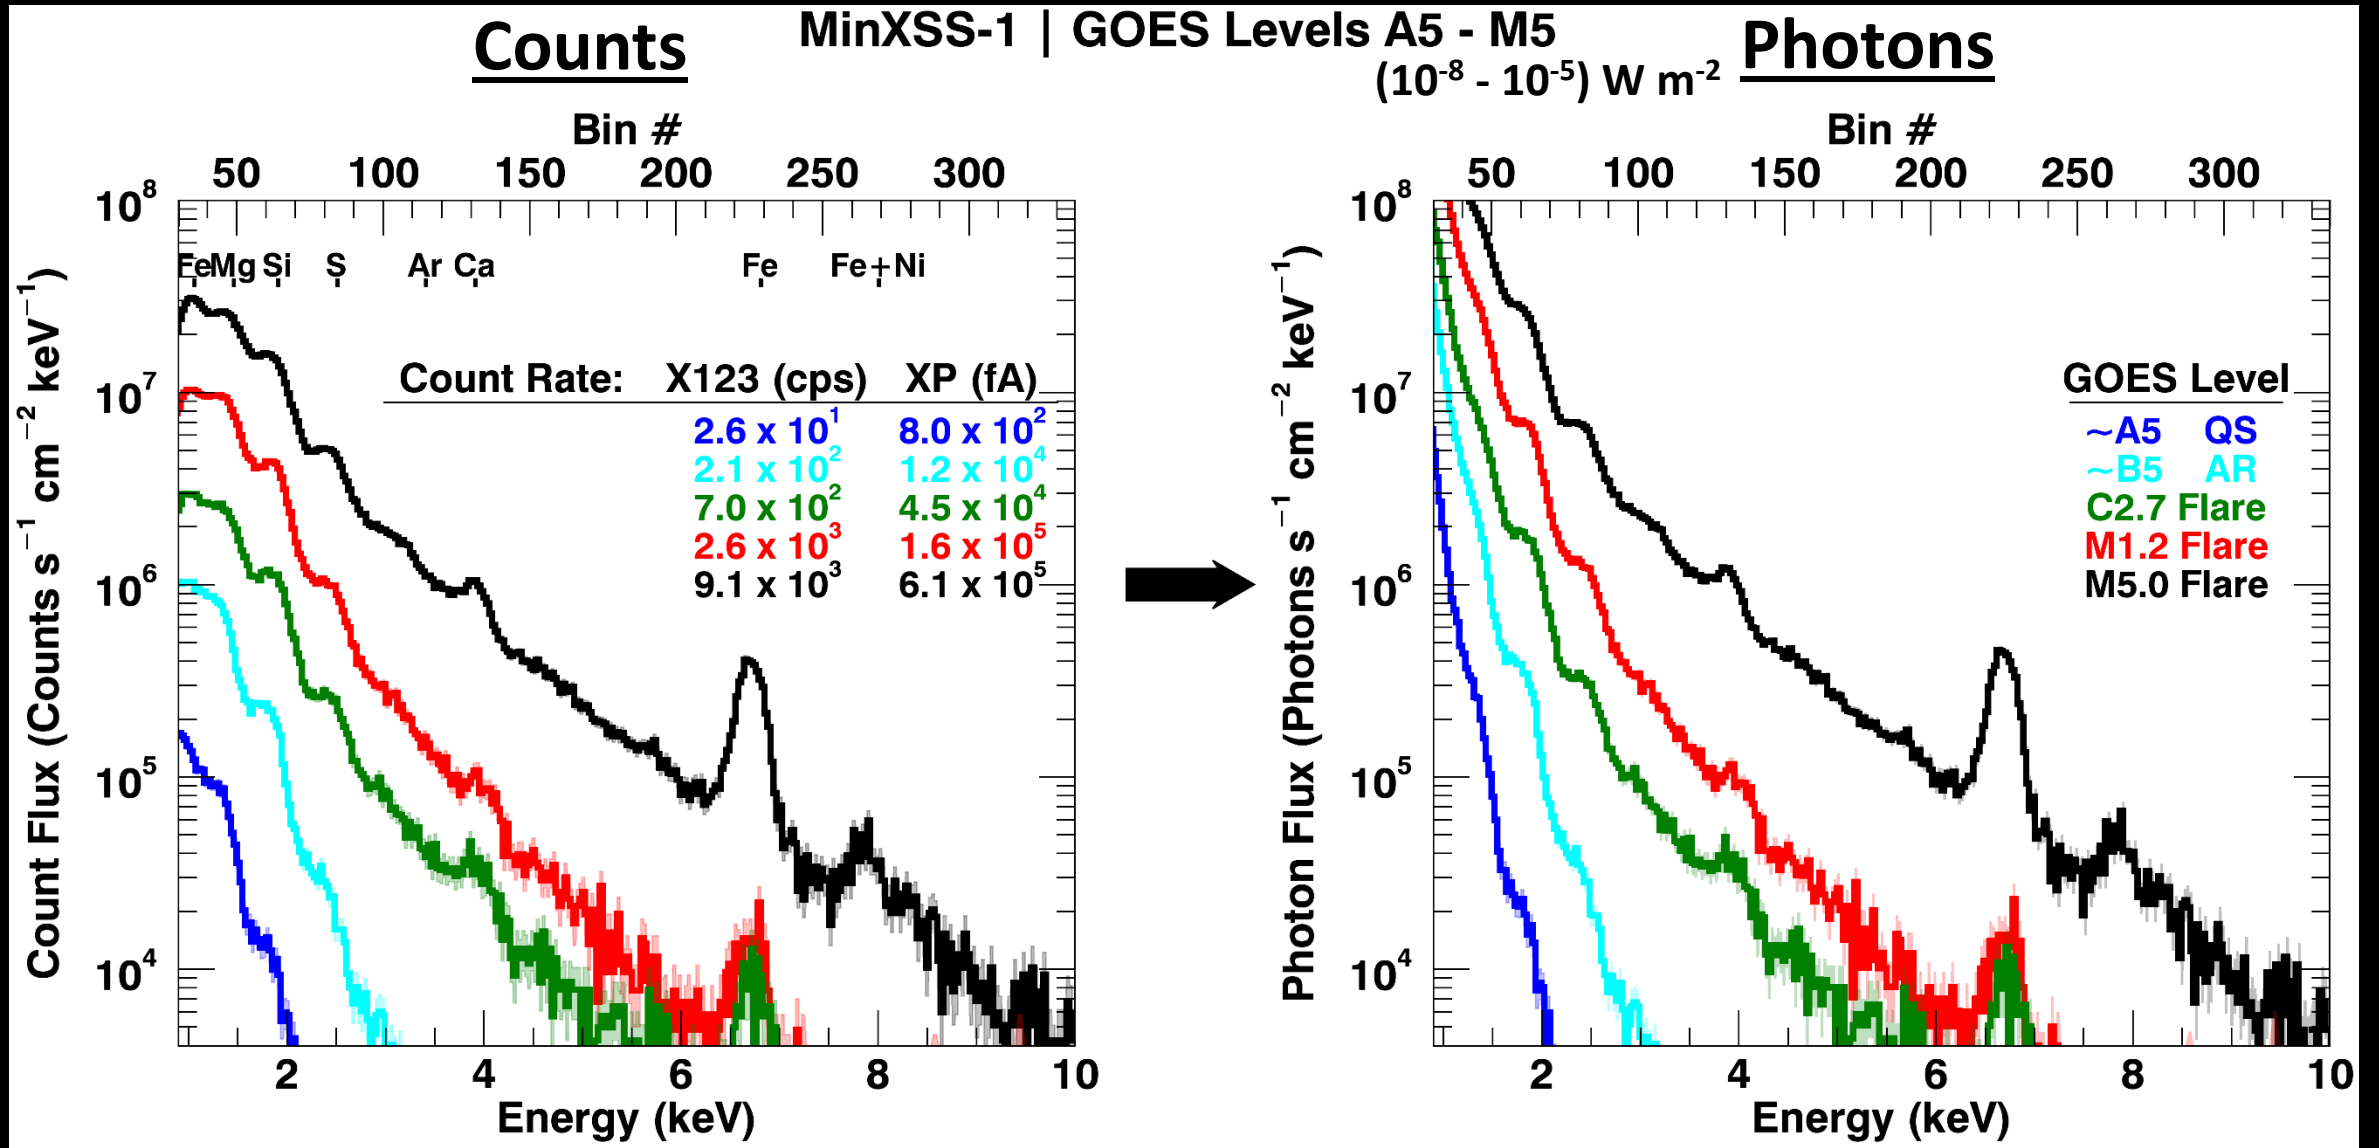 MinXSS-1 | GOES Levels A5 - M5
(10⁻⁸ - 10⁻⁵) W m⁻²
Counts
Bin #
50 100 150 200 250 300
Count Flux (Counts s⁻¹ cm⁻² keV⁻¹)
10⁸
10⁷
10⁶
10⁵
10⁴
Fe Mg Si S Ar Ca Fe Fe+Ni
Count Rate: X123 (cps) XP (fA)
2.6 x 10¹ 8.0 x 10²
2.1 x 10² 1.2 x 10⁴
7.0 x 10² 4.5 x 10⁴
2.6 x 10³ 1.6 x 10⁵
9.1 x 10³ 6.1 x 10⁵
2 4 6 8 10
Energy (keV)
Photons
Bin #
50 100 150 200 250 300
Photon Flux (Photons s⁻¹ cm⁻² keV⁻¹)
10⁸
10⁷
10⁶
10⁵
10⁴
GOES Level
~A5 QS
~B5 AR
C2.7 Flare
M1.2 Flare
M5.0 Flare
2 4 6 8 10
Energy (keV)